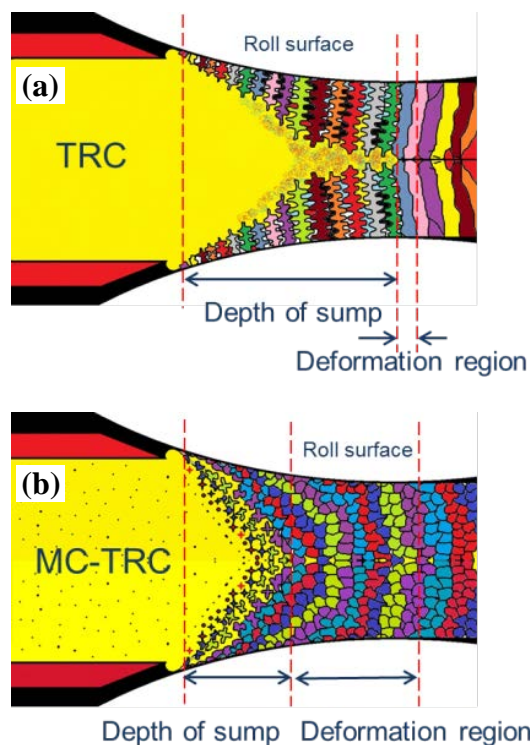 Roll surface
(a)
TRC
Depth of sump
Deformation region
Roll surface
(b)
MC-TRC
Depth of sump Deformation region